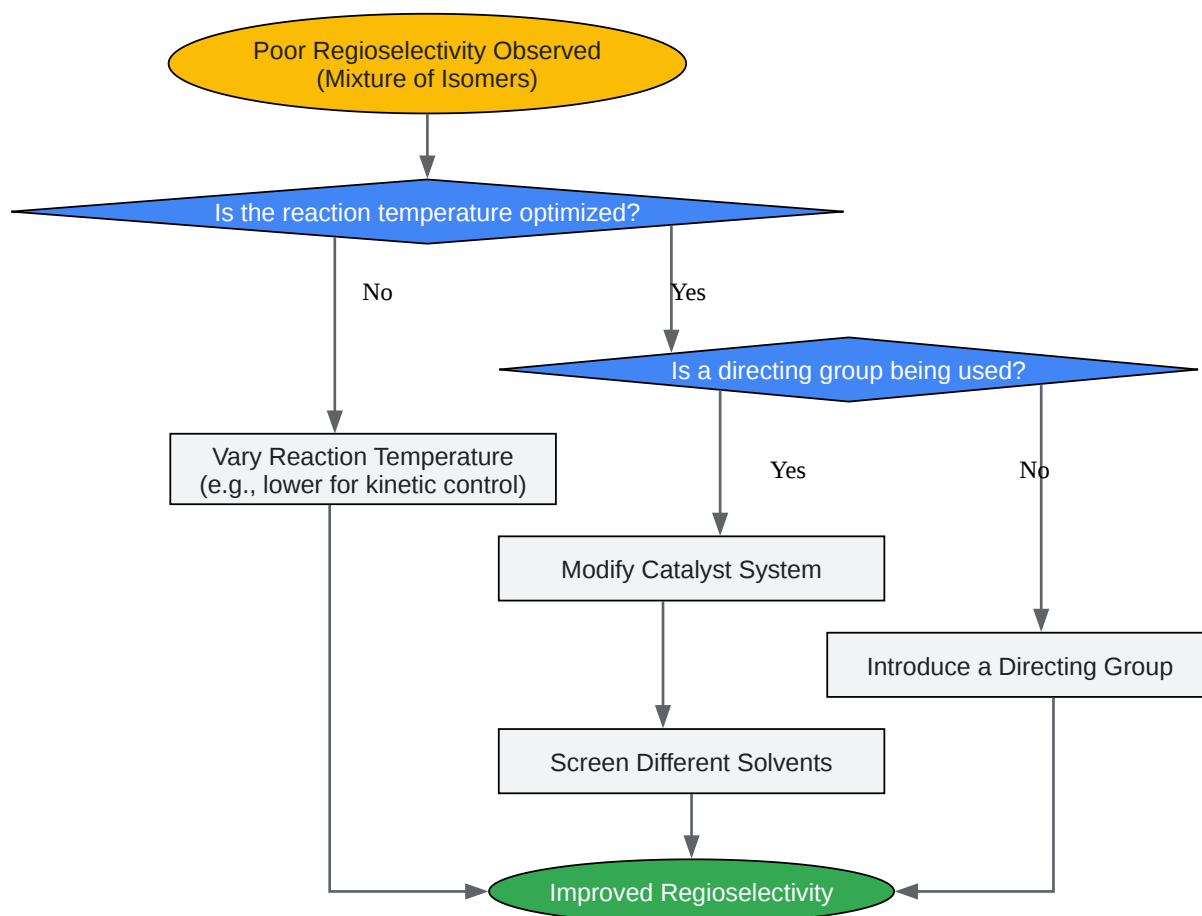 Poor Regioselectivity Observed
(Mixture of Isomers)
Is the reaction temperature optimized?
No
Yes
Is a directing group being used?
Vary Reaction Temperature
(e.g., lower for kinetic control)
Yes
No
Modify Catalyst System
Introduce a Directing Group
Screen Different Solvents
Improved Regioselectivity